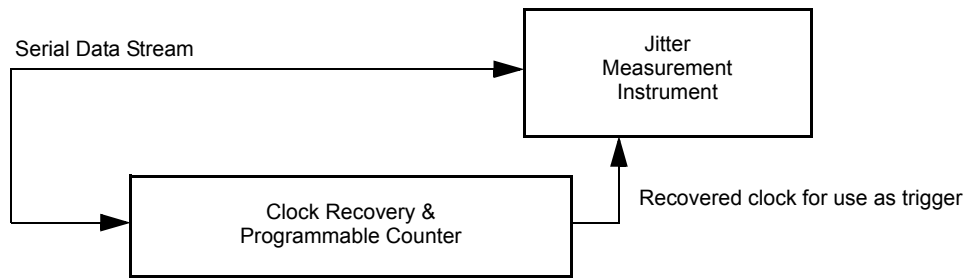 Serial Data Stream
Jitter
Measurement
Instrument
Clock Recovery &
Programmable Counter
Recovered clock for use as trigger